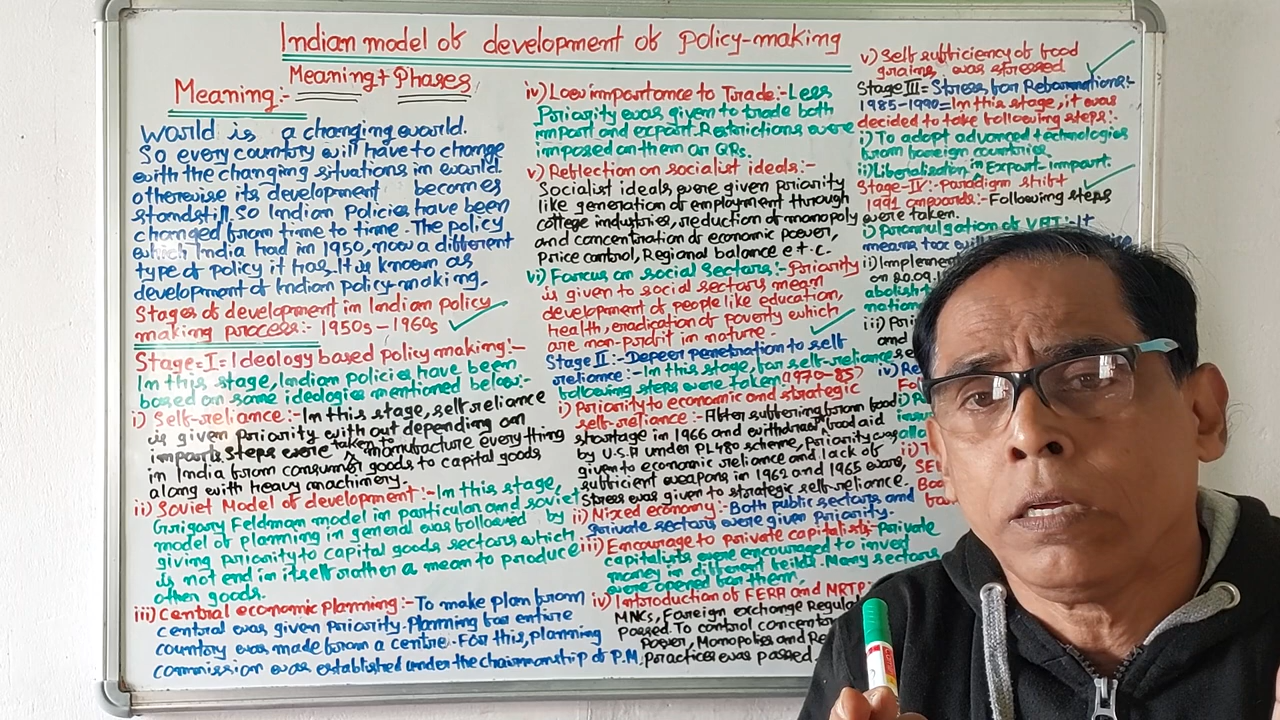 Indian model of development of policy-making
Meaning + Phases
Meaning:-
World is a changing world.
So every country will have to change
with the changing situations in world.
otherwise its development becomes
standstill. So Indian Policies have been
changed from time to time. The policy
which India had in 1950, now a different
type of policy it has. It is known as
development of Indian policy-making.
Stages of development in Indian policy
making process:- 1950s-1960s
Stage-I = Ideology based policy making:-
In this stage, Indian policies have been
based on some ideologies mentioned below:-
i) Self-reliance:- In this stage, self reliance
is given priority with out depending on
imports. Steps were taken to manufacture everything
in India from consumer goods to capital goods
along with heavy machinery.
ii) Soviet Model of development:- In this stage,
Grigary Feldman model in particular and soviet
model of planning in general was followed by
giving priority to capital goods sectors which
is not end in itself rather a mean to produce
other goods.
iii) Central economic planning:- To make plan from
central was given priority. Planning for entire
country was made from a centre. For this, planning
commission was established under the chairmanship of P.M.
iv) Low importance to Trade:- Less
Priority was given to trade both
import and export. Restrictions were
imposed on them or QRs.
v) Reflection on socialist ideals:-
Socialist ideals were given priority
like generation of employment through
cottage industries, reduction of monopoly
and concentration of economic power,
Price control, Regional balance e.t.c.
vi) Foucus on social sectors:- Priority
is given to social sectors mean
development of people like education,
health, eradication of poverty which
are non-profit in nature.
Stage II:- Deeper penetration to self
reliance:- In this stage, for self-reliance
following steps were taken (1970-85)
i) Priority to economic and strategic
self-reliance:- After suffering from food
shortage in 1966 and withdraw food aid
by U.S.A under PL480 scheme, Priority was
given to economic reliance and lack of
sufficient weapons in 1962 and 1965 wars,
Stress was given to strategic self-reliance.
ii) Mixed economy:- Both public sectors and
private sectors were given Priority.
iii) Encourage to private capitalists:- Private
capitalists were encouraged to invest
money in different feilds. Many sectors
were opened for them.
iv) Introduction of FERA and MRTP
MNCs, Foreign exchange Regula
Passed. To control concentra
Power, Monopolies and Re
practices was passed.
v) Self sufficiency of food
grains was stressed
Stage III = Stress for Reformations:-
1985-1990 = In this stage, it was
decided to take following steps:-
i) To adopt advanced technologies
from foreign countries
ii) Liberalisation in Export-import.
Stage-IV:- Paradigm shift
1991 onwards:- Following steps
were taken.
i) Promulgation of VAT:- It
means tax will
ii) Implemen
abolish
nation
iii) Pri
and
iv) Re